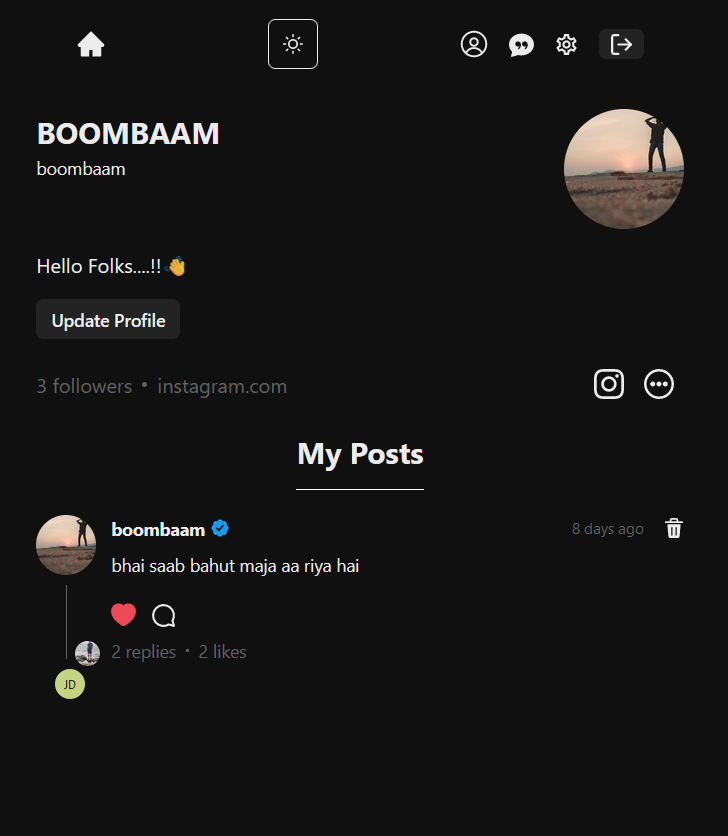 BOOMBAAM
boombaam
Hello Folks....!!👋
Update Profile
3 followers • instagram.com
My Posts
boombaam 8 days ago
bhai saab bahut maja aa riya hai
2 replies · 2 likes
JD